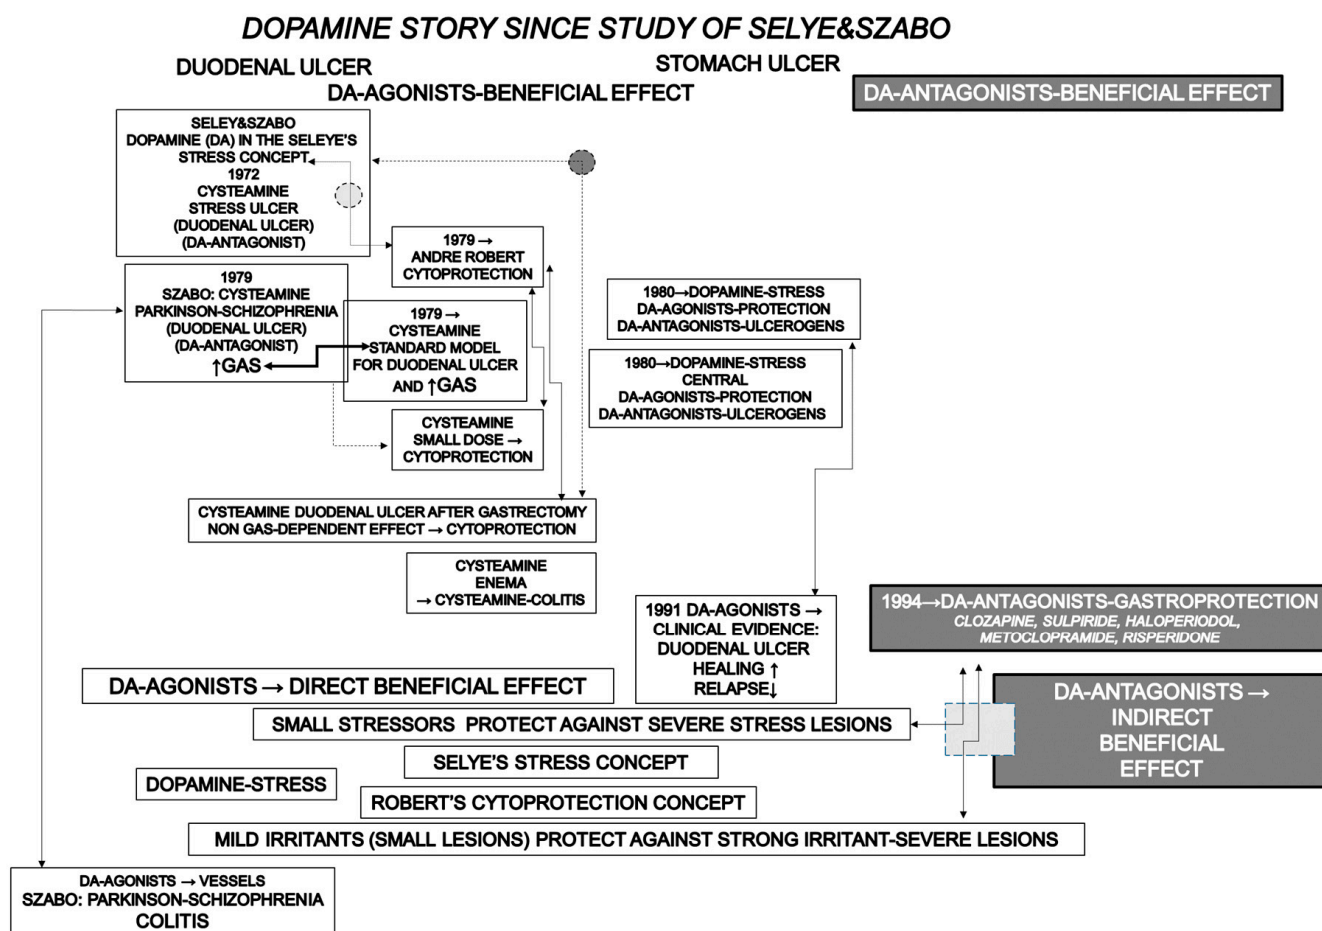 DOPAMINE STORY SINCE STUDY OF SELYE&SZABO
DUODENAL ULCER
STOMACH ULCER
DA-AGONISTS-BENEFICIAL EFFECT
DA-ANTAGONISTS-BENEFICIAL EFFECT
SELEY&SZABO
DOPAMINE (DA) IN THE SELEYE'S
STRESS CONCEPT
1972
CYSTEAMINE
STRESS ULCER
(DUODENAL ULCER)
(DA-ANTAGONIST)
1979 →
ANDRE ROBERT
CYTOPROTECTION
1979
SZABO: CYSTEAMINE
PARKINSON-SCHIZOPHRENIA
(DUODENAL ULCER)
(DA-ANTAGONIST)
↑GAS
1979 →
CYSTEAMINE
STANDARD MODEL
FOR DUODENAL ULCER
AND ↑GAS
1980→DOPAMINE-STRESS
DA-AGONISTS-PROTECTION
DA-ANTAGONISTS-ULCEROGENS
1980→DOPAMINE-STRESS
CENTRAL
DA-AGONISTS-PROTECTION
DA-ANTAGONISTS-ULCEROGENS
CYSTEAMINE
SMALL DOSE →
CYTOPROTECTION
CYSTEAMINE DUODENAL ULCER AFTER GASTRECTOMY
NON GAS-DEPENDENT EFFECT → CYTOPROTECTION
CYSTEAMINE
ENEMA
→ CYSTEAMINE-COLITIS
1991 DA-AGONISTS →
CLINICAL EVIDENCE:
DUODENAL ULCER
HEALING ↑
RELAPSE↓
1994→DA-ANTAGONISTS-GASTROPROTECTION
CLOZAPINE, SULPIRIDE, HALOPERIODOL,
METOCLOPRAMIDE, RISPERIDONE
DA-AGONISTS → DIRECT BENEFICIAL EFFECT
DA-ANTAGONISTS →
INDIRECT
BENEFICIAL
EFFECT
SMALL STRESSORS PROTECT AGAINST SEVERE STRESS LESIONS
SELYE'S STRESS CONCEPT
DOPAMINE-STRESS
ROBERT'S CYTOPROTECTION CONCEPT
MILD IRRITANTS (SMALL LESIONS) PROTECT AGAINST STRONG IRRITANT-SEVERE LESIONS
DA-AGONISTS → VESSELS
SZABO: PARKINSON-SCHIZOPHRENIA
COLITIS